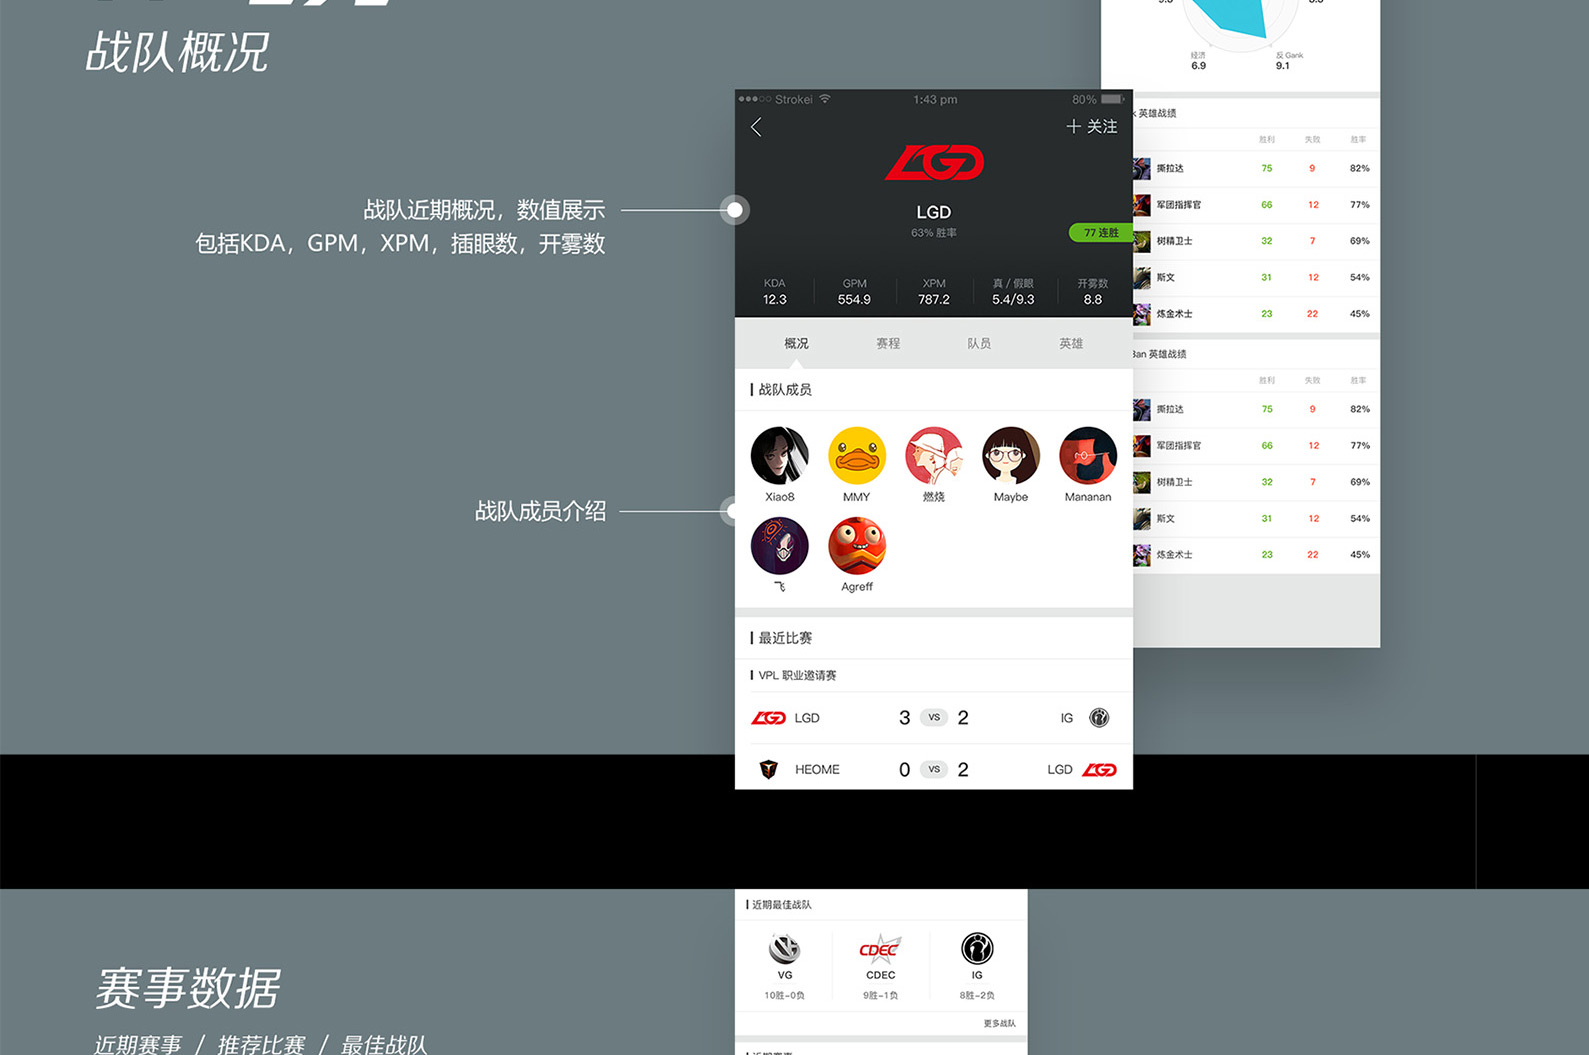 战队概况
战队近期概况，数值展示
包括KDA，GPM，XPM，插眼数，开雾数
战队成员介绍
Strokei
1:43 pm
80%
关注
LGD
LGD
63% 胜率
77 连胜
KDA GPM XPM 真 / 假眼 开雾数
12.3 554.9 787.2 5.4/9.3 8.8
概况 赛程 队员 英雄
战队成员
Xiao8 MMY 燃烧 Maybe Mananan
飞 Agreff
最近比赛
VPL 职业邀请赛
LGD LGD 3 VS 2 IG
HEOME 0 VS 2 LGD LGD
经济 反 Gank
6.9 9.1
英雄战绩
胜利 失败 胜率
撕拉达 75 9 82%
军团指挥官 66 12 77%
树精卫士 32 7 69%
斯文 31 12 54%
炼金术士 23 22 45%
Ban 英雄战绩
胜利 失败 胜率
撕拉达 75 9 82%
军团指挥官 66 12 77%
树精卫士 32 7 69%
斯文 31 12 54%
炼金术士 23 22 45%
赛事数据
近期赛事 / 推荐比赛 / 最佳战队
近期最佳战队
CDEC
VG CDEC IG
10胜-0负 9胜-1负 8胜-2负
更多战队
近期赛事